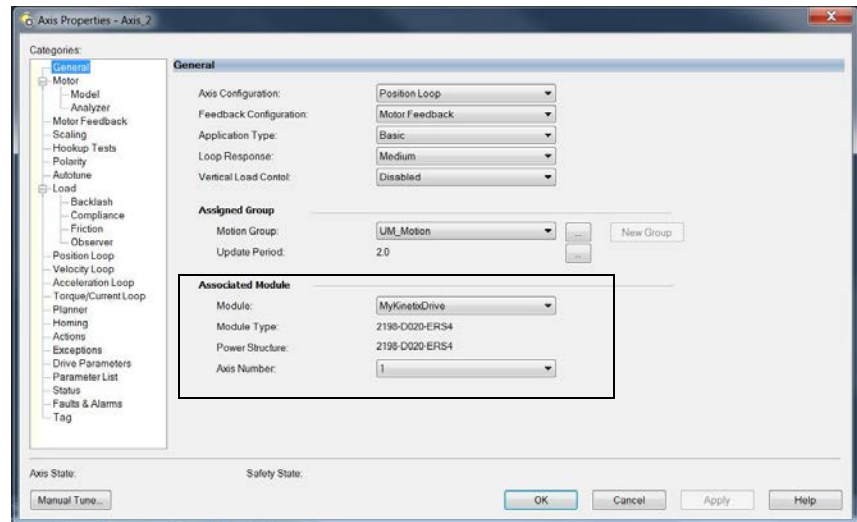 Axis Properties - Axis_2
Categories:
General
Motor
Model
Analyzer
Motor Feedback
Scaling
Hookup Tests
Polarity
Autotune
Load
Backlash
Compliance
Friction
Observer
Position Loop
Velocity Loop
Acceleration Loop
Torque/Current Loop
Planner
Homing
Actions
Exceptions
Drive Parameters
Parameter List
Status
Faults & Alarms
Tag
General
Axis Configuration: Position Loop
Feedback Configuration: Motor Feedback
Application Type: Basic
Loop Response: Medium
Vertical Load Contol: Disabled
Assigned Group
Motion Group: UM_Motion ... New Group
Update Period: 2.0 ...
Associated Module
Module: MyKinetixDrive
Module Type: 2198-D020-ERS4
Power Structure: 2198-D020-ERS4
Axis Number: 1
Axis State: Safety State:
Manual Tune... OK Cancel Apply Help